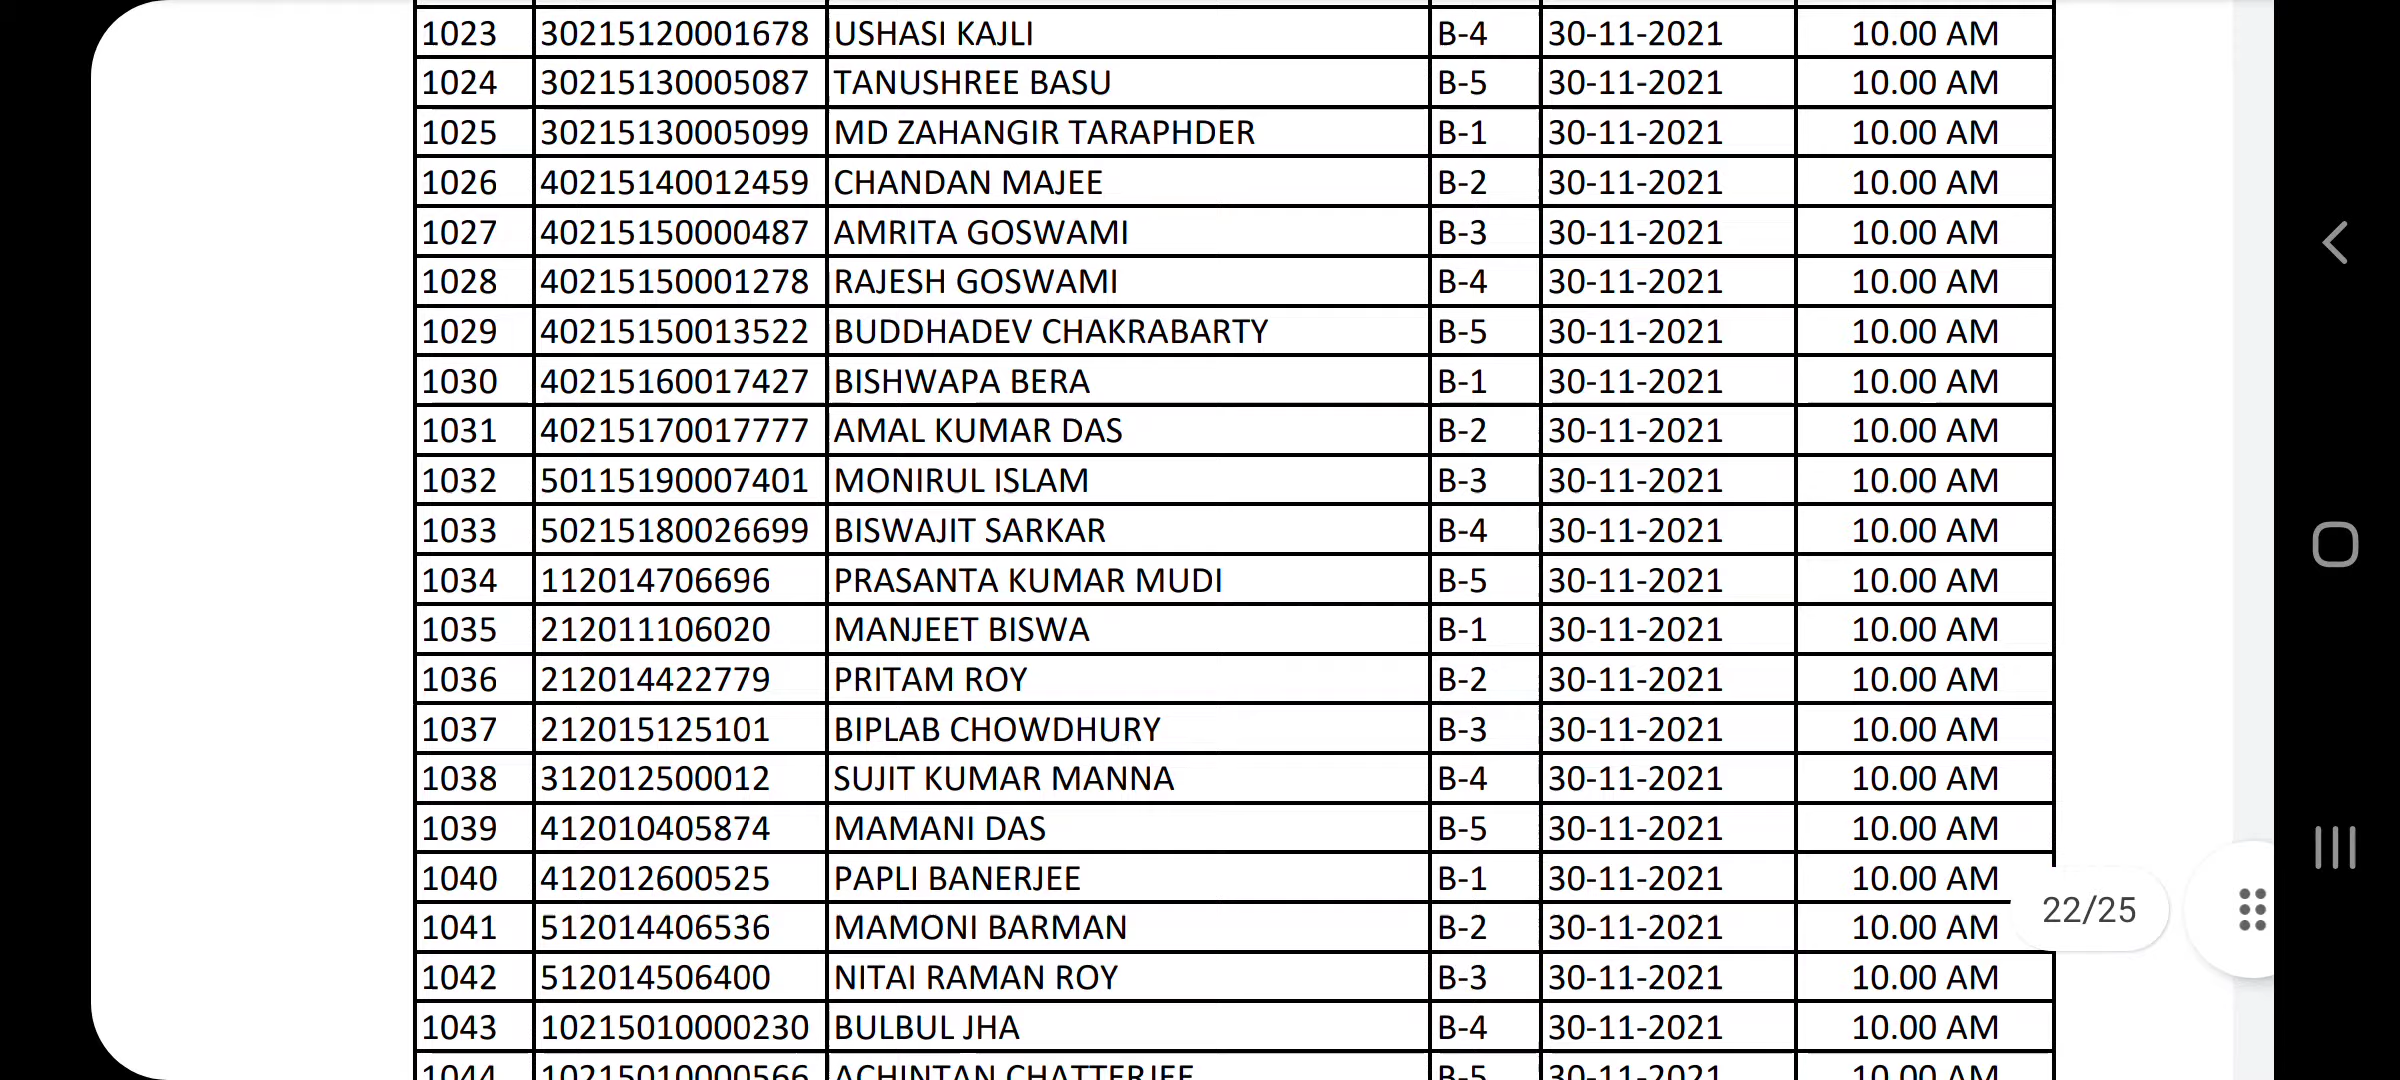 1023 30215120001678 USHASI KAJLI B-4 30-11-2021 10.00 AM
1024 30215130005087 TANUSHREE BASU B-5 30-11-2021 10.00 AM
1025 30215130005099 MD ZAHANGIR TARAPHDER B-1 30-11-2021 10.00 AM
1026 40215140012459 CHANDAN MAJEE B-2 30-11-2021 10.00 AM
1027 40215150000487 AMRITA GOSWAMI B-3 30-11-2021 10.00 AM
1028 40215150001278 RAJESH GOSWAMI B-4 30-11-2021 10.00 AM
1029 40215150013522 BUDDHADEV CHAKRABARTY B-5 30-11-2021 10.00 AM
1030 40215160017427 BISHWAPA BERA B-1 30-11-2021 10.00 AM
1031 40215170017777 AMAL KUMAR DAS B-2 30-11-2021 10.00 AM
1032 50115190007401 MONIRUL ISLAM B-3 30-11-2021 10.00 AM
1033 50215180026699 BISWAJIT SARKAR B-4 30-11-2021 10.00 AM
1034 112014706696 PRASANTA KUMAR MUDI B-5 30-11-2021 10.00 AM
1035 212011106020 MANJEET BISWA B-1 30-11-2021 10.00 AM
1036 212014422779 PRITAM ROY B-2 30-11-2021 10.00 AM
1037 212015125101 BIPLAB CHOWDHURY B-3 30-11-2021 10.00 AM
1038 312012500012 SUJIT KUMAR MANNA B-4 30-11-2021 10.00 AM
1039 412010405874 MAMANI DAS B-5 30-11-2021 10.00 AM
1040 412012600525 PAPLI BANERJEE B-1 30-11-2021 10.00 AM
1041 512014406536 MAMONI BARMAN B-2 30-11-2021 10.00 AM
22/25
1042 512014506400 NITAI RAMAN ROY B-3 30-11-2021 10.00 AM
1043 10215010000230 BULBUL JHA B-4 30-11-2021 10.00 AM
1044 10215010000566 ACHINTAN CHATTERJEE B-5 30-11-2021 10.00 AM